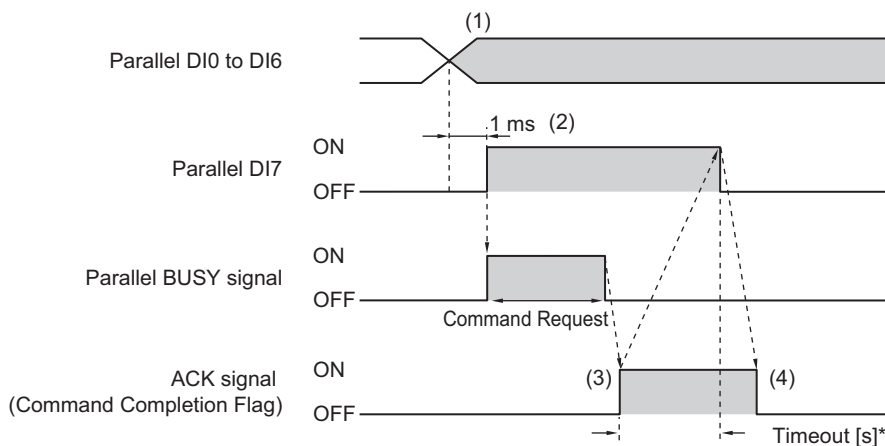 (1)
Parallel DI0 to DI6
1 ms (2)
ON
Parallel DI7
OFF
ON
Parallel BUSY signal
OFF
Command Request
ON
ACK signal
(3)
(4)
(Command Completion Flag)
OFF
Timeout [s]*